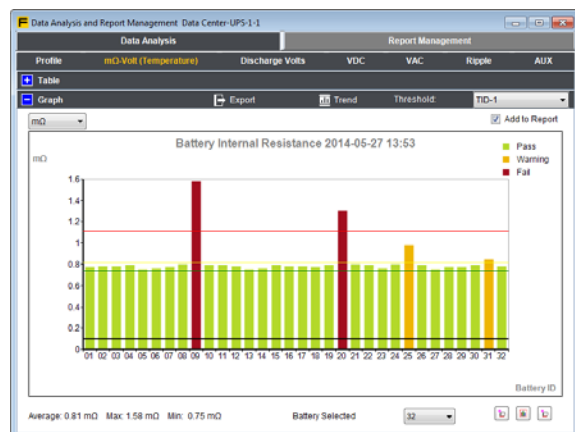 Data Analysis and Report Management Data Center-UPS-1-1
Data Analysis Report Management
Profile mΩ-Volt (Temperature) Discharge Volts VDC VAC Ripple AUX
Table
Graph Export Trend Threshold: TID-1
mΩ Add to Report
Battery Internal Resistance 2014-05-27 13:53
mΩ
Pass
Warning
Fail
1.6
1.4
1.2
1
0.8
0.6
0.4
0.2
0
01 02 03 04 05 06 07 08 09 10 11 12 13 14 15 16 17 18 19 20 21 22 23 24 25 26 27 28 29 30 31 32
Battery ID
Average: 0.81 mΩ Max: 1.58 mΩ Min: 0.75 mΩ Battery Selected 32